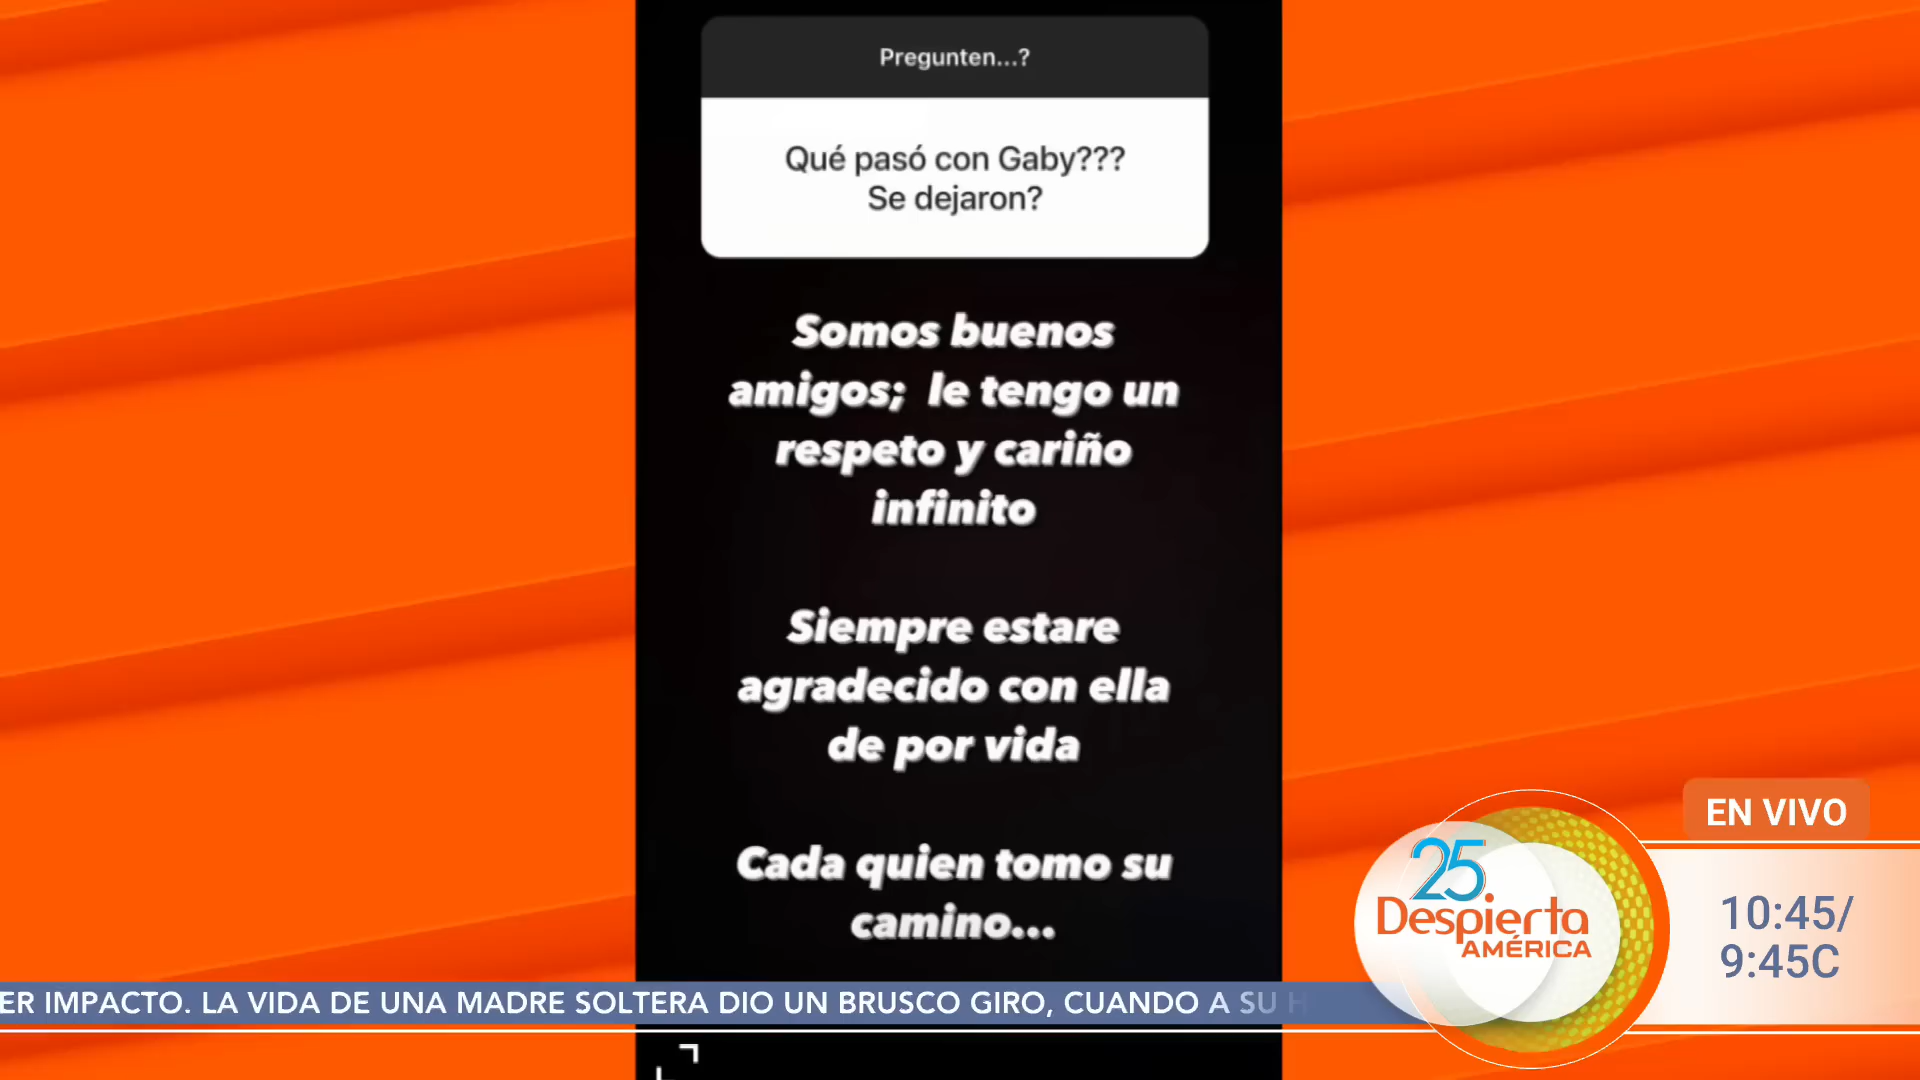 Pregunten...?
Qué pasó con Gaby???
Se dejaron?
Somos buenos
amigos; le tengo un
respeto y cariño
infinito
Siempre estare
agradecido con ella
de por vida
Cada quien tomo su
camino...
EN VIVO
25
Despierta
AMÉRICA
10:45/
9:45C
ER IMPACTO. LA VIDA DE UNA MADRE SOLTERA DIO UN BRUSCO GIRO, CUANDO A SU H